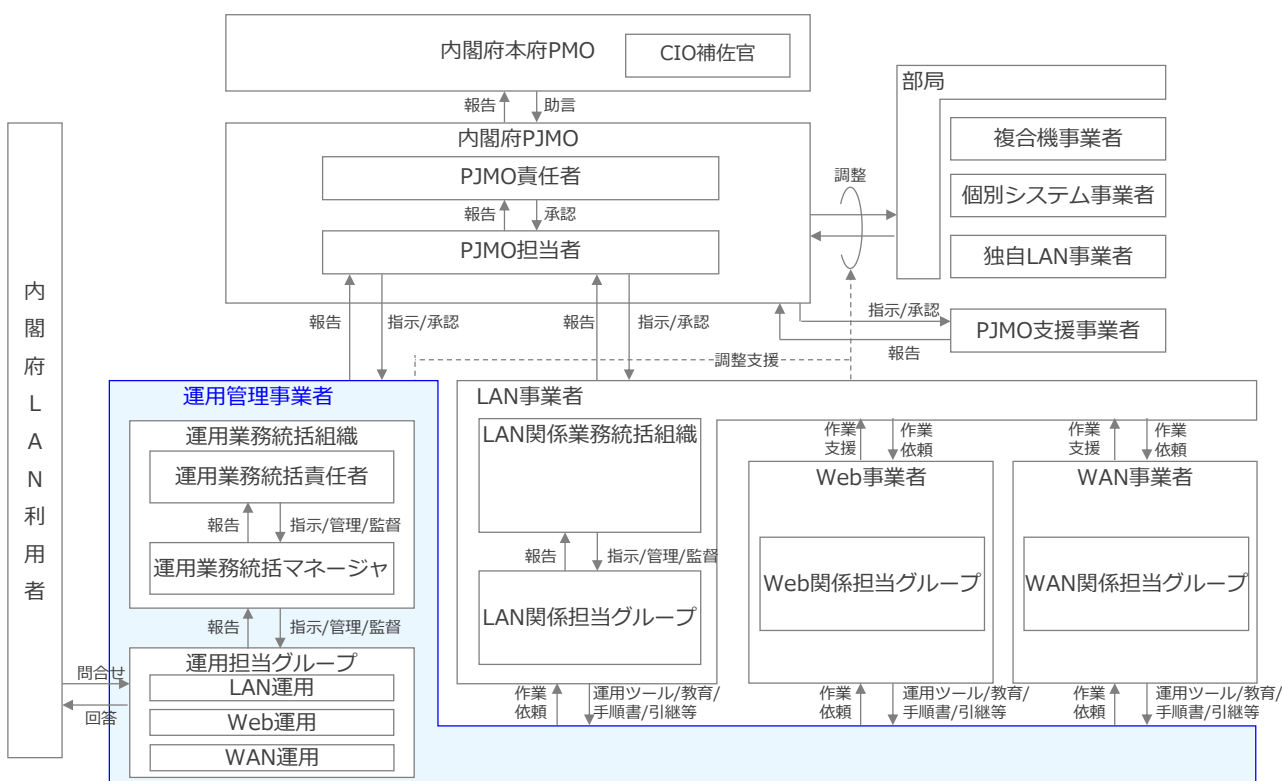 内閣府本府PMO
CIO補佐官
報告
助言
内閣府PJMO
PJMO責任者
報告
承認
PJMO担当者
調整
部局
複合機事業者
個別システム事業者
独自LAN事業者
報告
指示/承認
報告
指示/承認
指示/承認
報告
PJMO支援事業者
調整支援
内閣府LAN利用者
運用管理事業者
運用業務統括組織
運用業務統括責任者
報告
指示/管理/監督
運用業務統括マネージャ
報告
指示/管理/監督
運用担当グループ
LAN運用
Web運用
WAN運用
問合せ
回答
LAN事業者
LAN関係業務統括組織
報告
指示/管理/監督
LAN関係担当グループ
作業
支援
作業
依頼
Web事業者
Web関係担当グループ
作業
支援
作業
依頼
WAN事業者
WAN関係担当グループ
作業
依頼
運用ツール/教育/
手順書/引継等
作業
依頼
運用ツール/教育/
手順書/引継等
作業
依頼
運用ツール/教育/
手順書/引継等